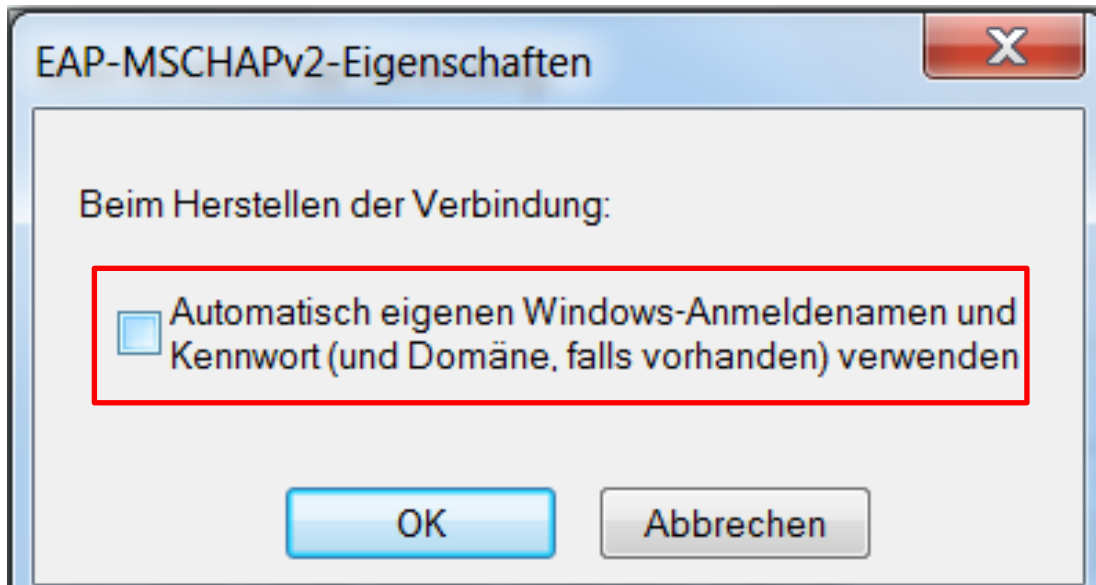 EAP-MSCHAPv2-Eigenschaften
Beim Herstellen der Verbindung:
Automatisch eigenen Windows-Anmeldenamen und
Kennwort (und Domäne, falls vorhanden) verwenden
OK
Abbrechen